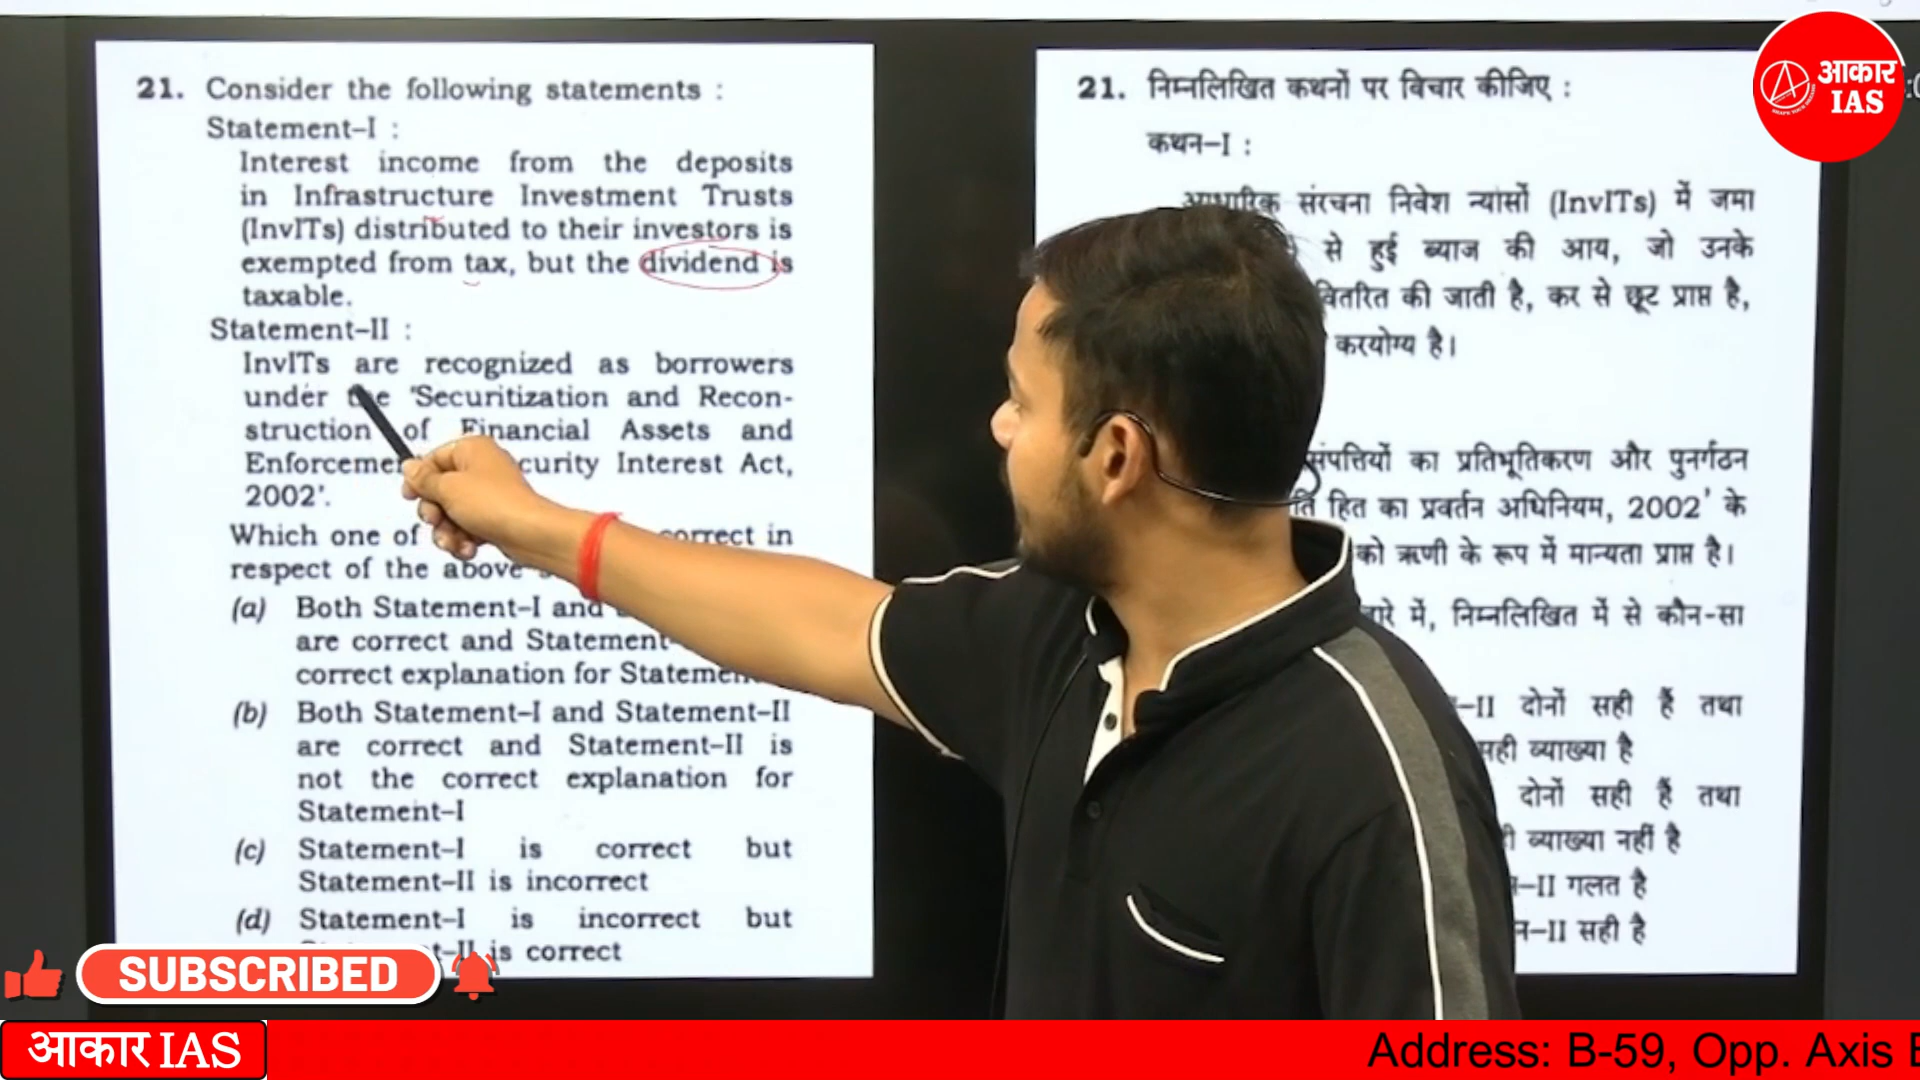 21. Consider the following statements :
Statement–I :
Interest income from the deposits
in Infrastructure Investment Trusts
(InvITs) distributed to their investors is
exempted from tax, but the dividend is
taxable.
Statement–II :
InvITs are recognized as borrowers
under the 'Securitization and Recon-
struction of Financial Assets and
Enforcement curity Interest Act,
2002'.
Which one of correct in
respect of the above
(a) Both Statement–I and
are correct and Statement
correct explanation for Statement
(b) Both Statement–I and Statement–II
are correct and Statement–II is
not the correct explanation for
Statement–I
(c) Statement–I is correct but
Statement–II is incorrect
(d) Statement–I is incorrect but
is correct
21. निम्नलिखित कथनों पर विचार कीजिए :
कथन–I :
आधारिक संरचना निवेश न्यासों (InvITs) में जमा
से हुई ब्याज की आय, जो उनके
वितरित की जाती है, कर से छूट प्राप्त है,
करयोग्य है।
संपत्तियों का प्रतिभूतिकरण और पुनर्गठन
हित का प्रवर्तन अधिनियम, 2002' के
को ऋणी के रूप में मान्यता प्राप्त है।
में, निम्नलिखित में से कौन-सा
–II दोनों सही हैं तथा
सही व्याख्या है
दोनों सही हैं तथा
व्याख्या नहीं है
–II गलत है
–II सही है
आकार
IAS
SUBSCRIBED
आकार IAS
Address: B-59, Opp. Axis